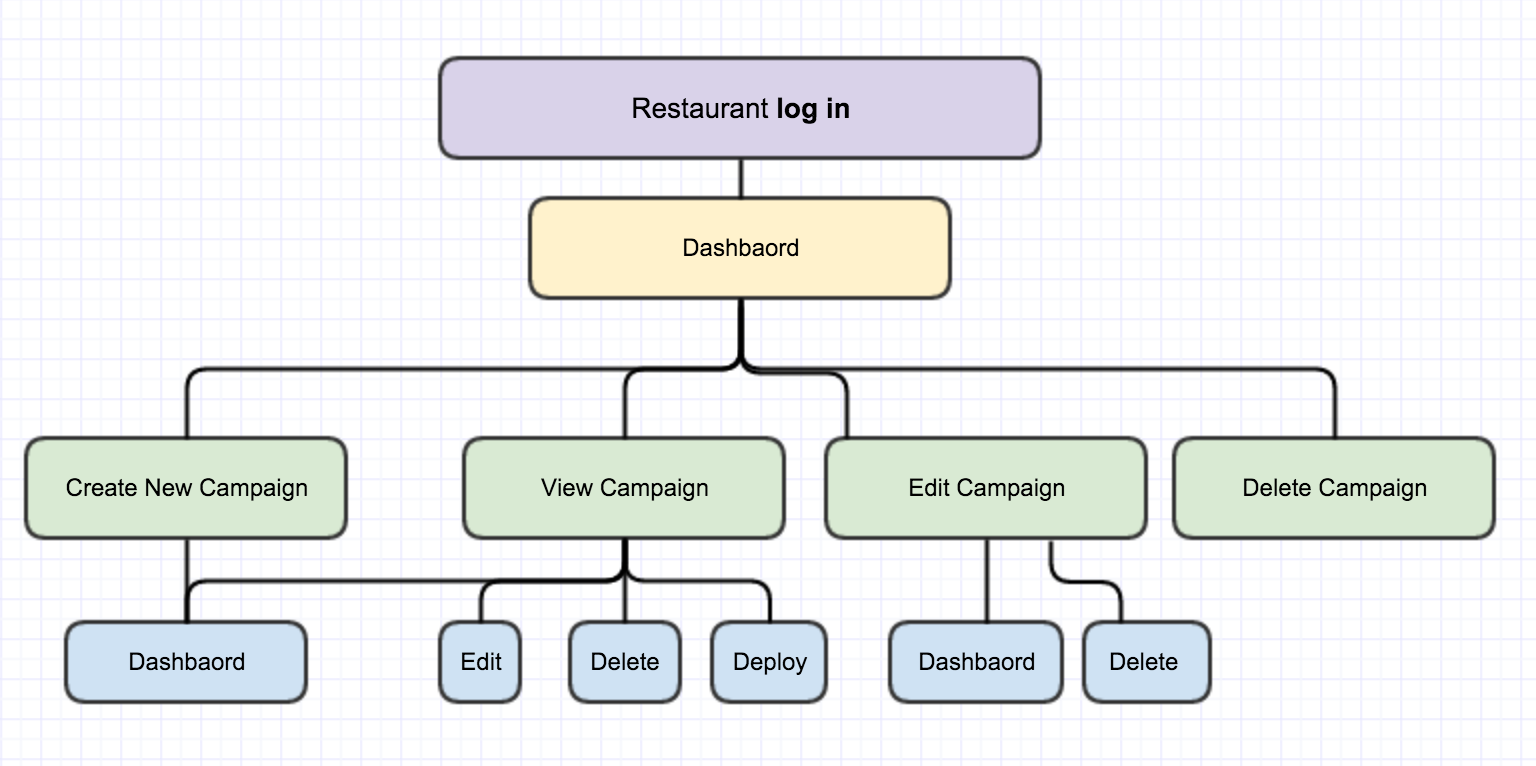 Restaurant log in
Dashbaord
Create New Campaign
View Campaign
Edit Campaign
Delete Campaign
Dashbaord
Edit
Delete
Deploy
Dashbaord
Delete